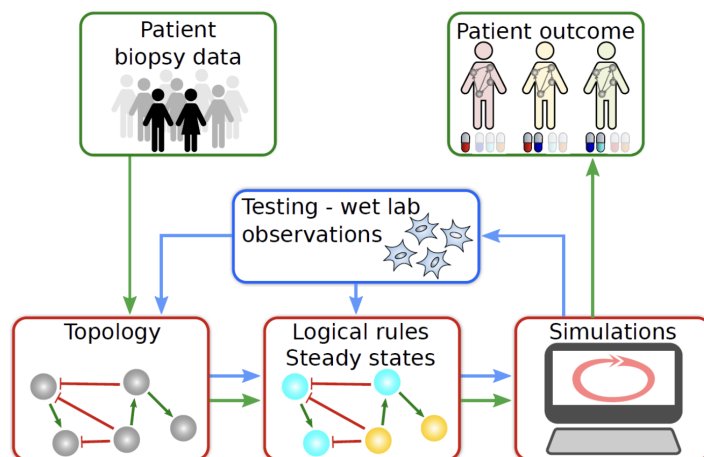 Patient
biopsy data
Patient outcome
Testing - wet lab
observations
Topology
Logical rules
Steady states
Simulations